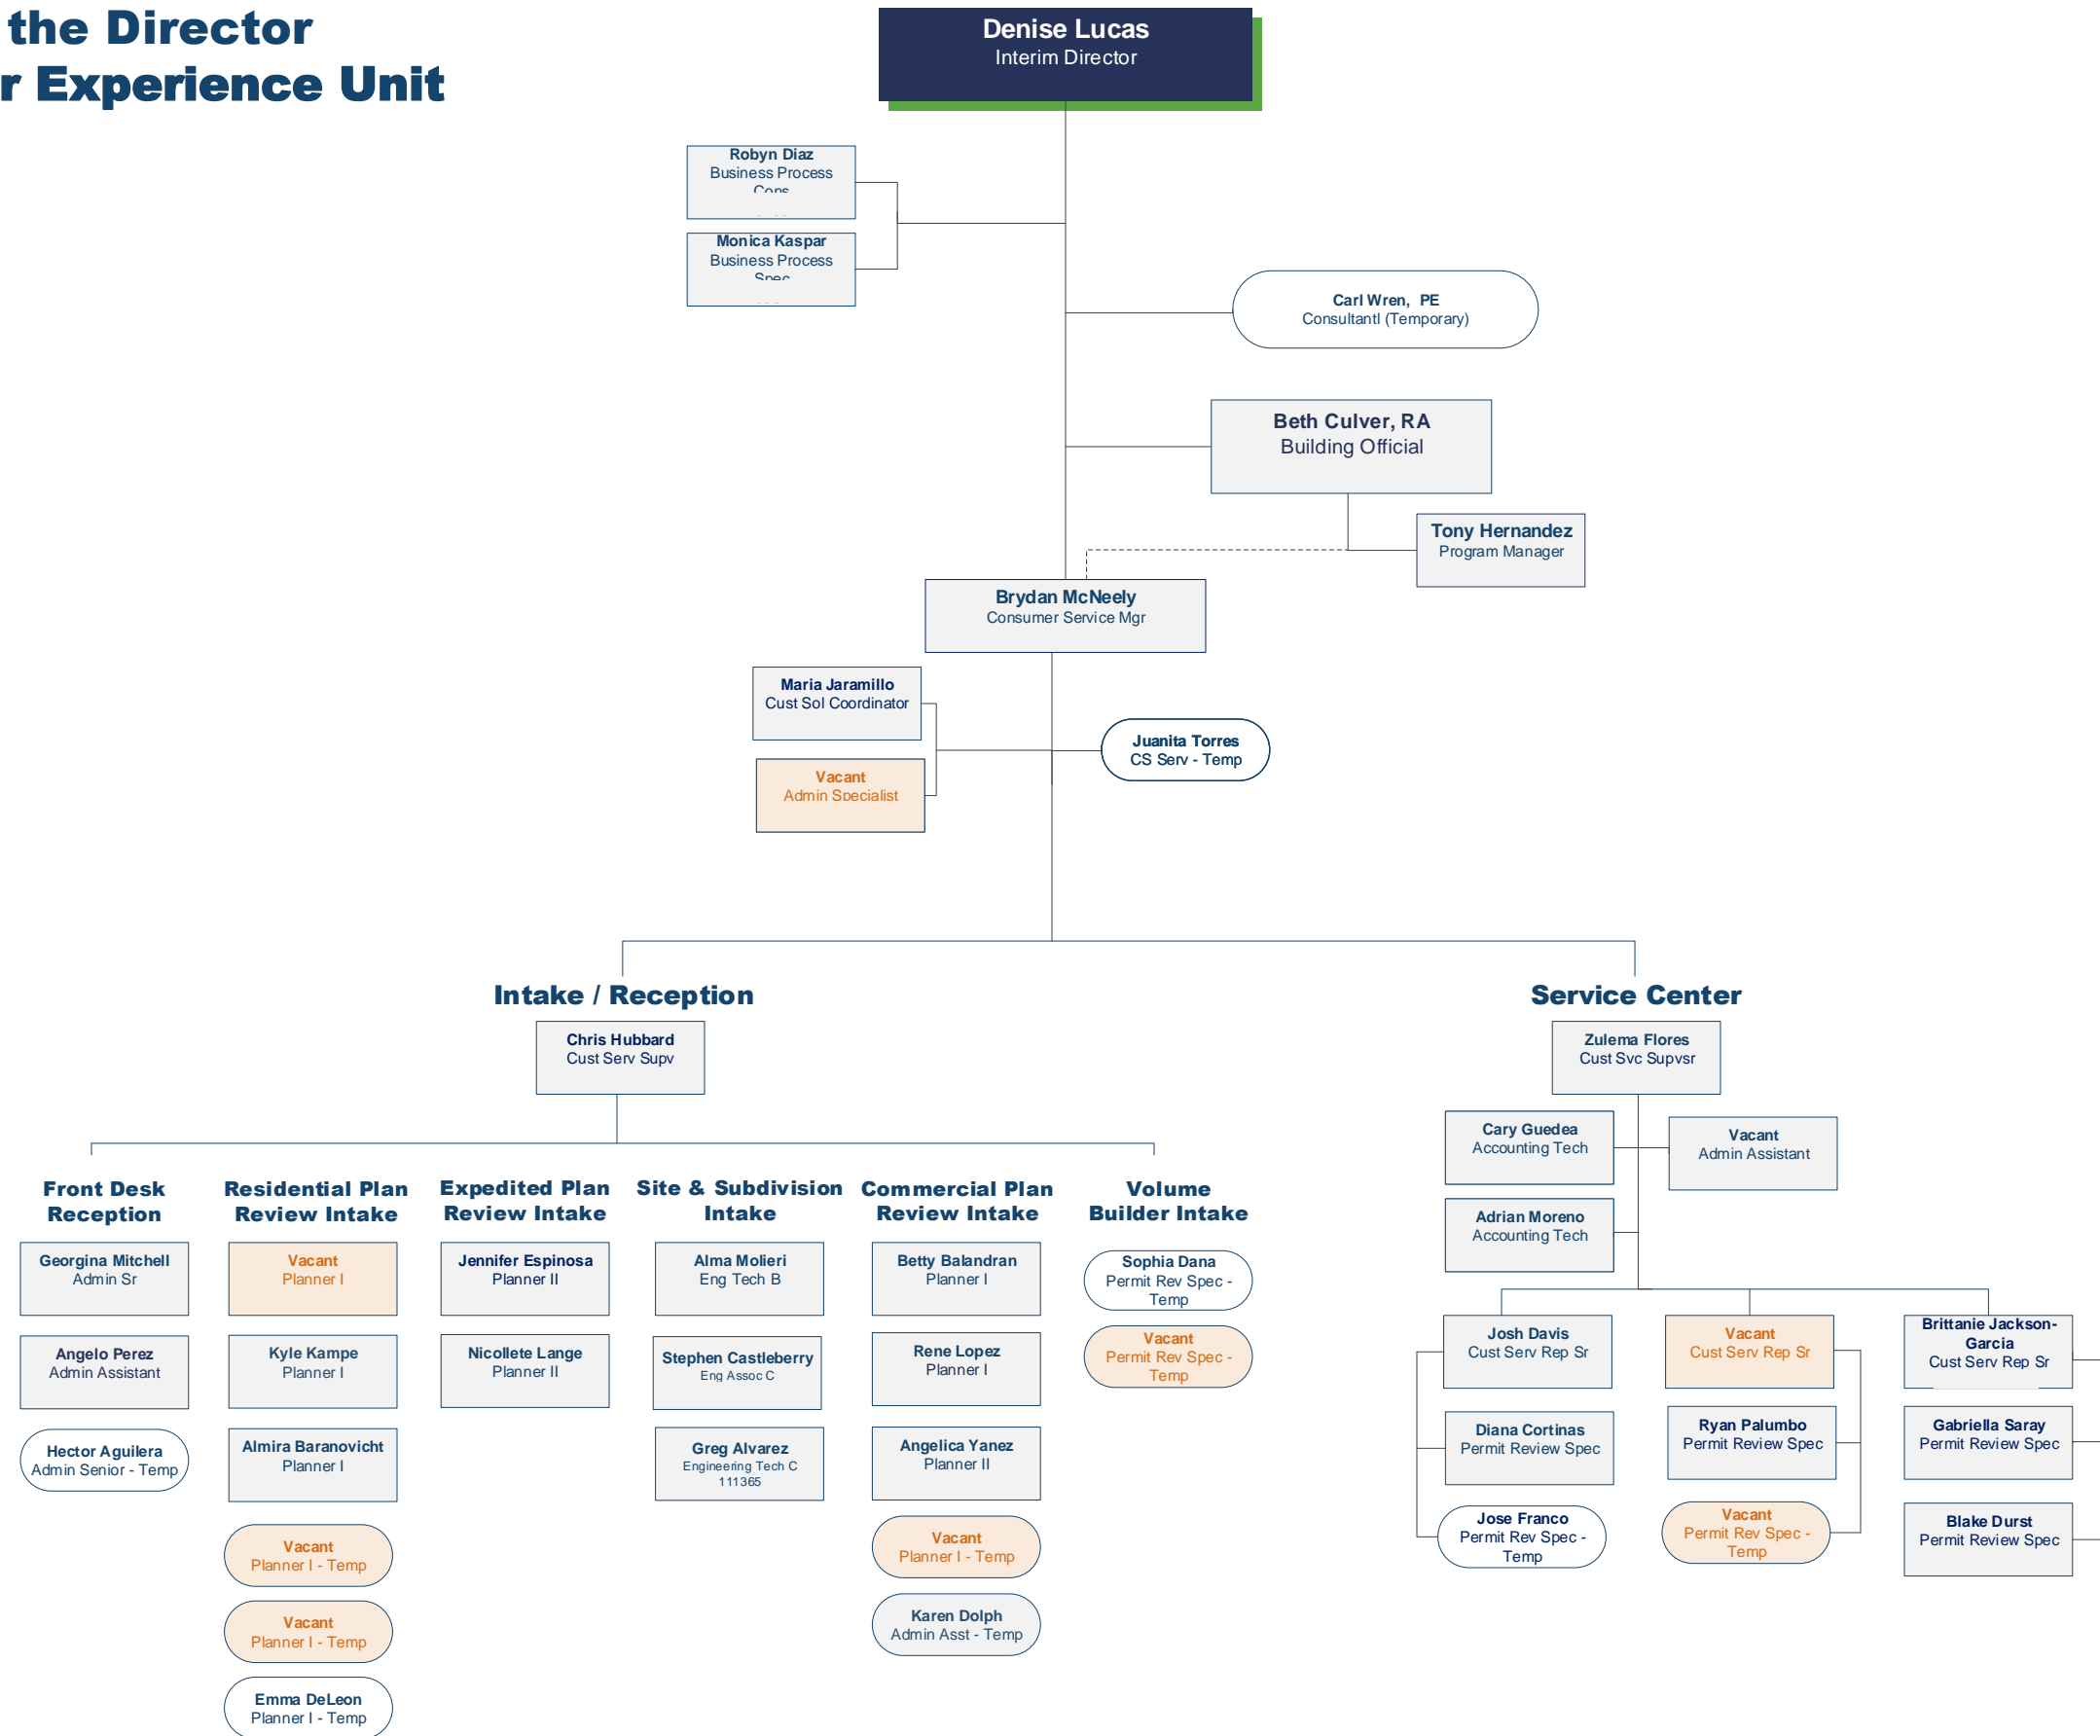 the Director
r Experience Unit
Denise Lucas
Interim Director
Robyn Diaz
Business Process
Cons
Monica Kaspar
Business Process
Spec
Carl Wren, PE
Consultantl (Temporary)
Beth Culver, RA
Building Official
Tony Hernandez
Program Manager
Brydan McNeely
Consumer Service Mgr
Maria Jaramillo
Cust Sol Coordinator
Juanita Torres
CS Serv - Temp
Vacant
Admin Specialist
Intake / Reception
Chris Hubbard
Cust Serv Supv
Service Center
Zulema Flores
Cust Svc Supvsr
Cary Guedea
Accounting Tech
Vacant
Admin Assistant
Adrian Moreno
Accounting Tech
Front Desk
Reception
Georgina Mitchell
Admin Sr
Angelo Perez
Admin Assistant
Hector Aguilera
Admin Senior - Temp
Residential Plan
Review Intake
Vacant
Planner I
Kyle Kampe
Planner I
Almira Baranovicht
Planner I
Vacant
Planner I - Temp
Vacant
Planner I - Temp
Emma DeLeon
Planner I - Temp
Expedited Plan
Review Intake
Jennifer Espinosa
Planner II
Nicollete Lange
Planner II
Site & Subdivision
Intake
Alma Molieri
Eng Tech B
Stephen Castleberry
Eng Assoc C
Greg Alvarez
Engineering Tech C
111365
Commercial Plan
Review Intake
Betty Balandran
Planner I
Rene Lopez
Planner I
Angelica Yanez
Planner II
Vacant
Planner I - Temp
Karen Dolph
Admin Asst - Temp
Volume
Builder Intake
Sophia Dana
Permit Rev Spec -
Temp
Vacant
Permit Rev Spec -
Temp
Josh Davis
Cust Serv Rep Sr
Diana Cortinas
Permit Review Spec
Jose Franco
Permit Rev Spec -
Temp
Vacant
Cust Serv Rep Sr
Ryan Palumbo
Permit Review Spec
Vacant
Permit Rev Spec -
Temp
Brittanie Jackson-
Garcia
Cust Serv Rep Sr
Gabriella Saray
Permit Review Spec
Blake Durst
Permit Review Spec